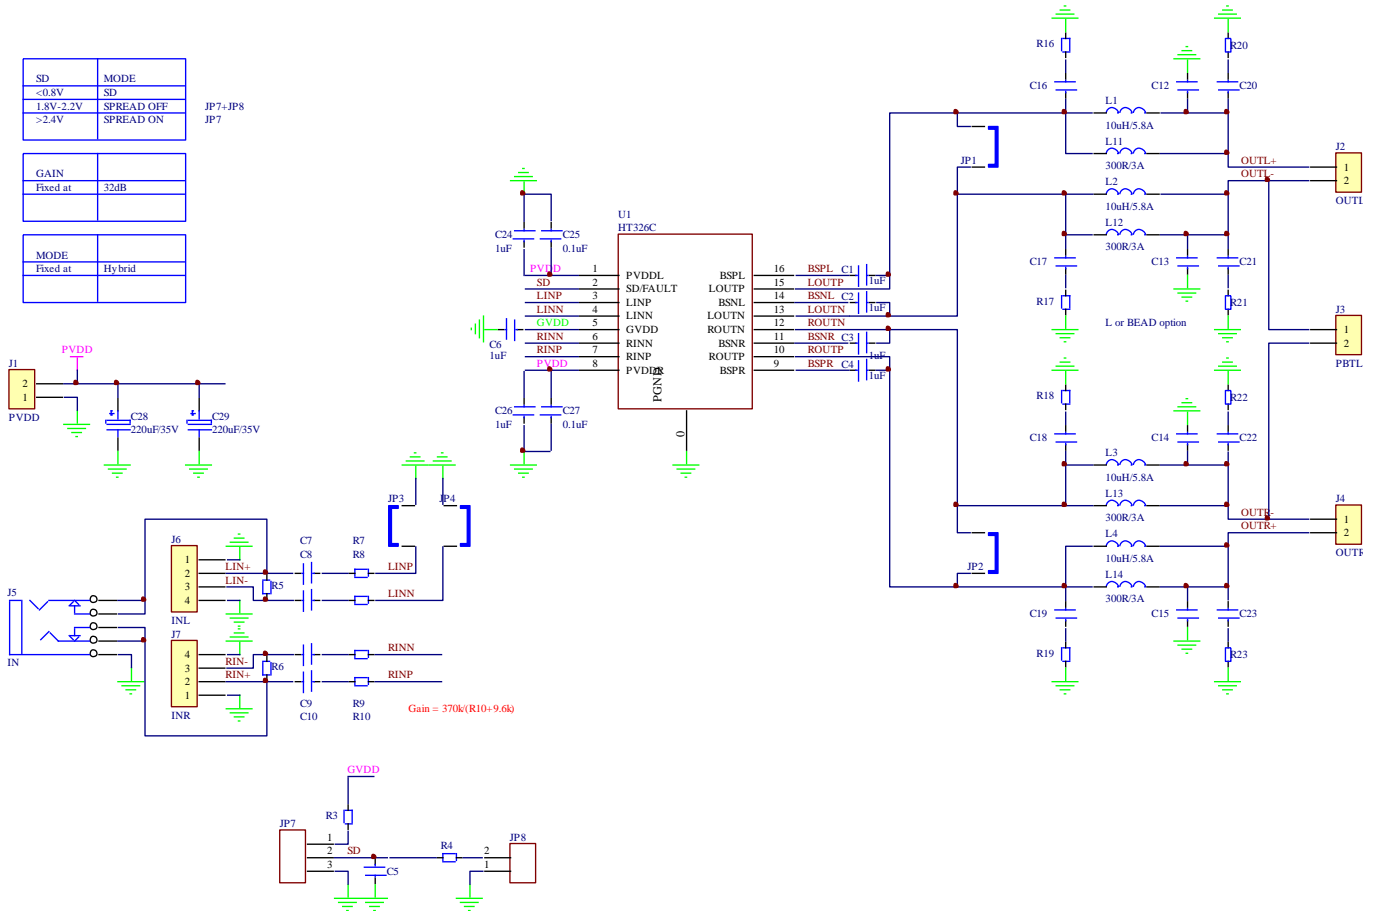 SD MODE
<0.8V SD
1.8V-2.2V SPREAD OFF JP7+JP8
>2.4V SPREAD ON JP7
GAIN
Fixed at 32dB
MODE
Fixed at Hybrid
J1
2
1
PVDD
PVDD
C28
220uF/35V
C29
220uF/35V
C24
1uF
C25
0.1uF
U1
HT326C
PVDD 1 PVDDL
SD 2 SD/FAULT
LINP 3 LINP
LINN 4 LINN
GVDD 5 GVDD
RINN 6 RINN
RINP 7 RINP
PVDD 8 PVDDR
PGND
0
BSPL 16 BSPL C1 1uF
LOUTP 15 LOUTP
BSNL 14 BSNL C2 1uF
LOUTN 13 LOUTN
ROUTN 12 ROUTN
BSNR 11 BSNR C3 1uF
ROUTP 10 ROUTP
BSPR 9 BSPR C4 1uF
C6
1uF
C26
1uF
C27
0.1uF
R16
C16
C12
R20
C20
L1
10uH/5.8A
L11
300R/3A
JP1
L2
10uH/5.8A
L12
300R/3A
C17
C13
C21
R17
R21
L or BEAD option
OUTL+
OUTL-
J2
1
2
OUTL
J3
1
2
PBTL
R18
C18
C14
R22
C22
L3
10uH/5.8A
L13
300R/3A
L4
10uH/5.8A
L14
300R/3A
JP2
C19
C15
C23
R19
R23
OUTR-
OUTR+
J4
1
2
OUTR
JP3
JP4
J5
IN
J6
1
2
3
4
INL
LIN+
LIN-
R5
C7
C8
R7
R8
LINP
LINN
J7
4
3
2
1
INR
RIN-
RIN+
R6
C9
C10
R9
R10
RINN
RINP
Gain = 370k/(R10+9.6k)
GVDD
R3
JP7
1
2
3
SD
C5
R4
JP8
2
1